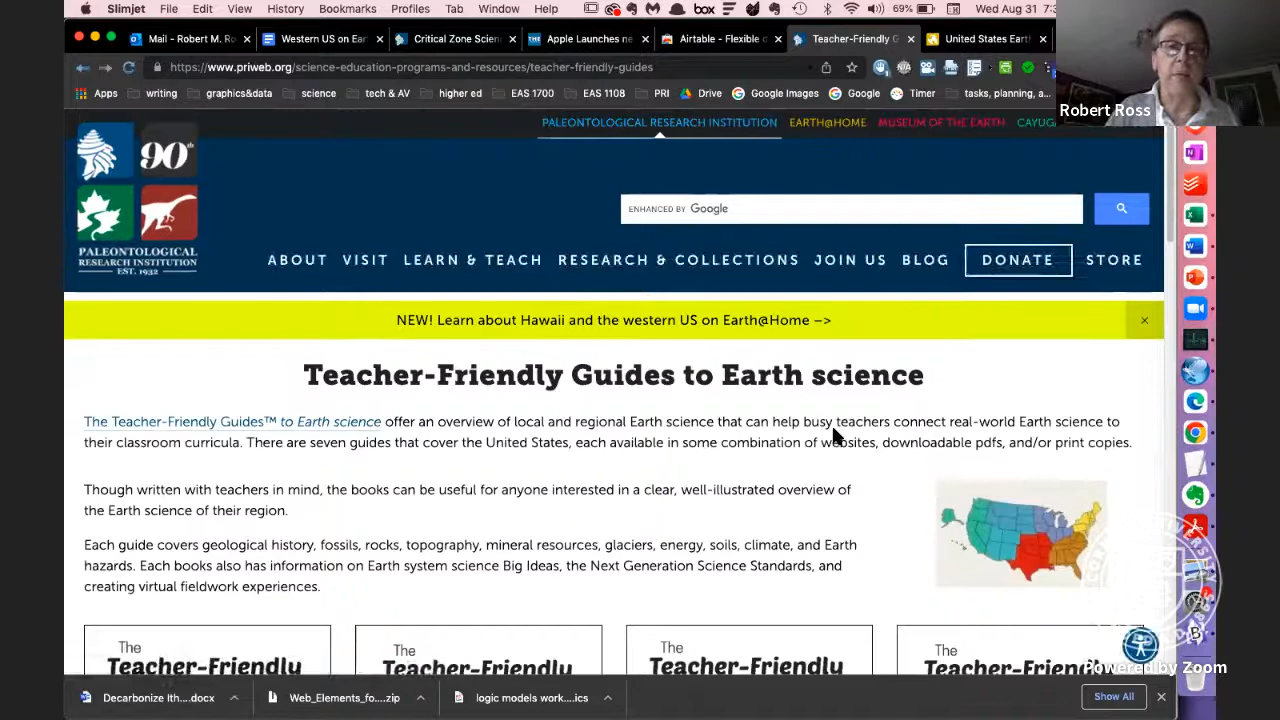 Slimjet File Edit View History Bookmarks Profiles Tab Window Help box 69% Wed Aug 31
Mail - Robert M. Ro Western US on Ear Critical Zone Scien Apple Launches ne Airtable - Flexible Teacher-Friendly G United States Earth
https://www.priweb.org/science-education-programs-and-resources/teacher-friendly-guides
Apps writing graphics&data science tech & AV higher ed EAS 1700 EAS 1108 PRI Drive Google Images Google Timer tasks, planning, a...
Robert Ross
PALEONTOLOGICAL RESEARCH INSTITUTION EARTH@HOME MUSEUM OF THE EARTH CAYUG
90th
PALEONTOLOGICAL
RESEARCH INSTITUTION
EST. 1932
ENHANCED BY Google
ABOUT VISIT LEARN & TEACH RESEARCH & COLLECTIONS JOIN US BLOG DONATE STORE
NEW! Learn about Hawaii and the western US on Earth@Home –>
Teacher-Friendly Guides to Earth science
The Teacher-Friendly Guides™ to Earth science offer an overview of local and regional Earth science that can help busy teachers connect real-world Earth science to
their classroom curricula. There are seven guides that cover the United States, each available in some combination of websites, downloadable pdfs, and/or print copies.
Though written with teachers in mind, the books can be useful for anyone interested in a clear, well-illustrated overview of
the Earth science of their region.
Each guide covers geological history, fossils, rocks, topography, mineral resources, glaciers, energy, soils, climate, and Earth
hazards. Each books also has information on Earth system science Big Ideas, the Next Generation Science Standards, and
creating virtual fieldwork experiences.
The
Teacher-Friendly
The
Teacher-Friendly
The
Teacher-Friendly
The
Teacher-Friendly
Powered by Zoom
Decarbonize Ith....docx Web_Elements_fo....zip logic models work....ics Show All